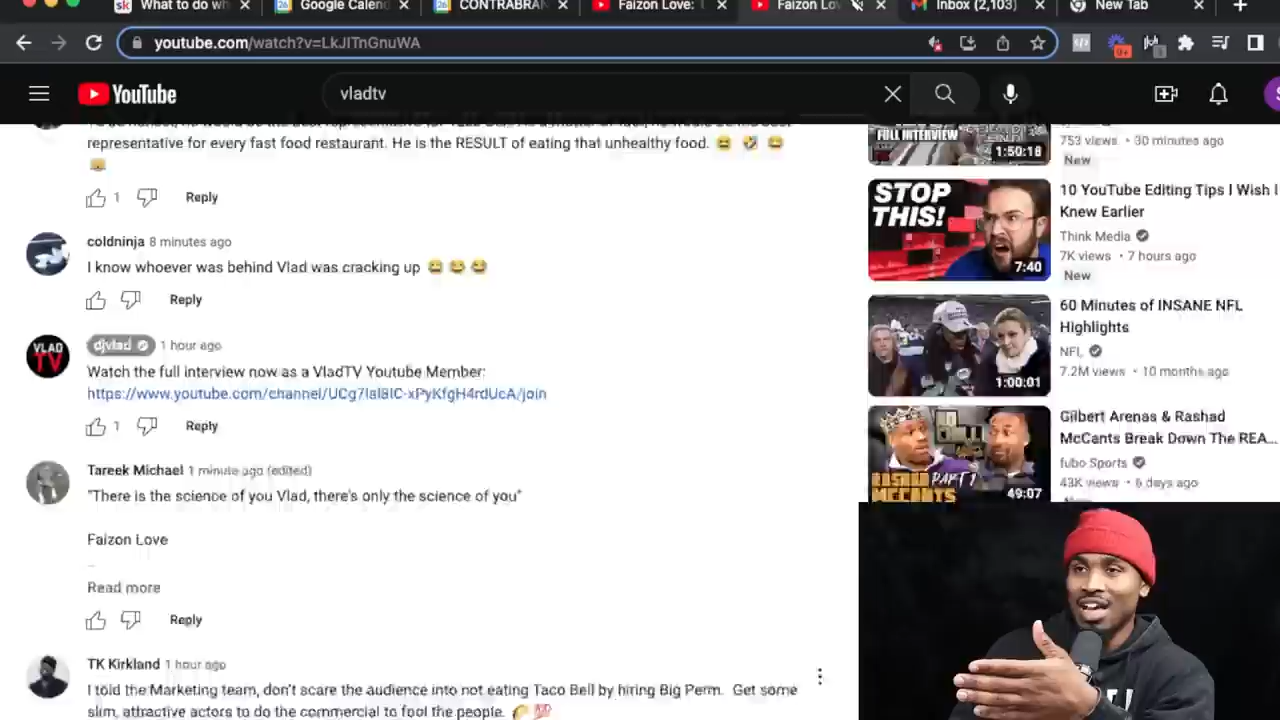 What to do wh
Google Calen
CONTRABRAN
Faizon Love:
Faizon Lov
Inbox (2,103)
New Tab
youtube.com/watch?v=LkJITnGnuWA
0+
YouTube
vladtv
S
representative for every fast food restaurant. He is the RESULT of eating that unhealthy food. 😆 🤣 😆
1
Reply
coldninja 8 minutes ago
I know whoever was behind Vlad was cracking up 😂 😂 😂
Reply
VLAD TV
djvlad 1 hour ago
Watch the full interview now as a VladTV Youtube Member:
https://www.youtube.com/channel/UCg7lal8IC-xPyKfgH4rdUcA/join
1
Reply
Tareek Michael 1 minute ago (edited)
"There is the science of you Vlad, there's only the science of you"
Faizon Love
..
Read more
Reply
TK Kirkland 1 hour ago
I told the Marketing team, don't scare the audience into not eating Taco Bell by hiring Big Perm. Get some
slim, attractive actors to do the commercial to fool the people. 🌮 💯
FULL INTERVIEW
1:50:18
753 views • 30 minutes ago
New
STOP
THIS!
7:40
10 YouTube Editing Tips I Wish I
Knew Earlier
Think Media
7K views • 7 hours ago
New
1:00:01
60 Minutes of INSANE NFL
Highlights
NFL
7.2M views • 10 months ago
RASHAD
MCCANTS
PART 1
49:07
Gilbert Arenas & Rashad
McCants Break Down The REA...
fubo Sports
43K views • 6 days ago